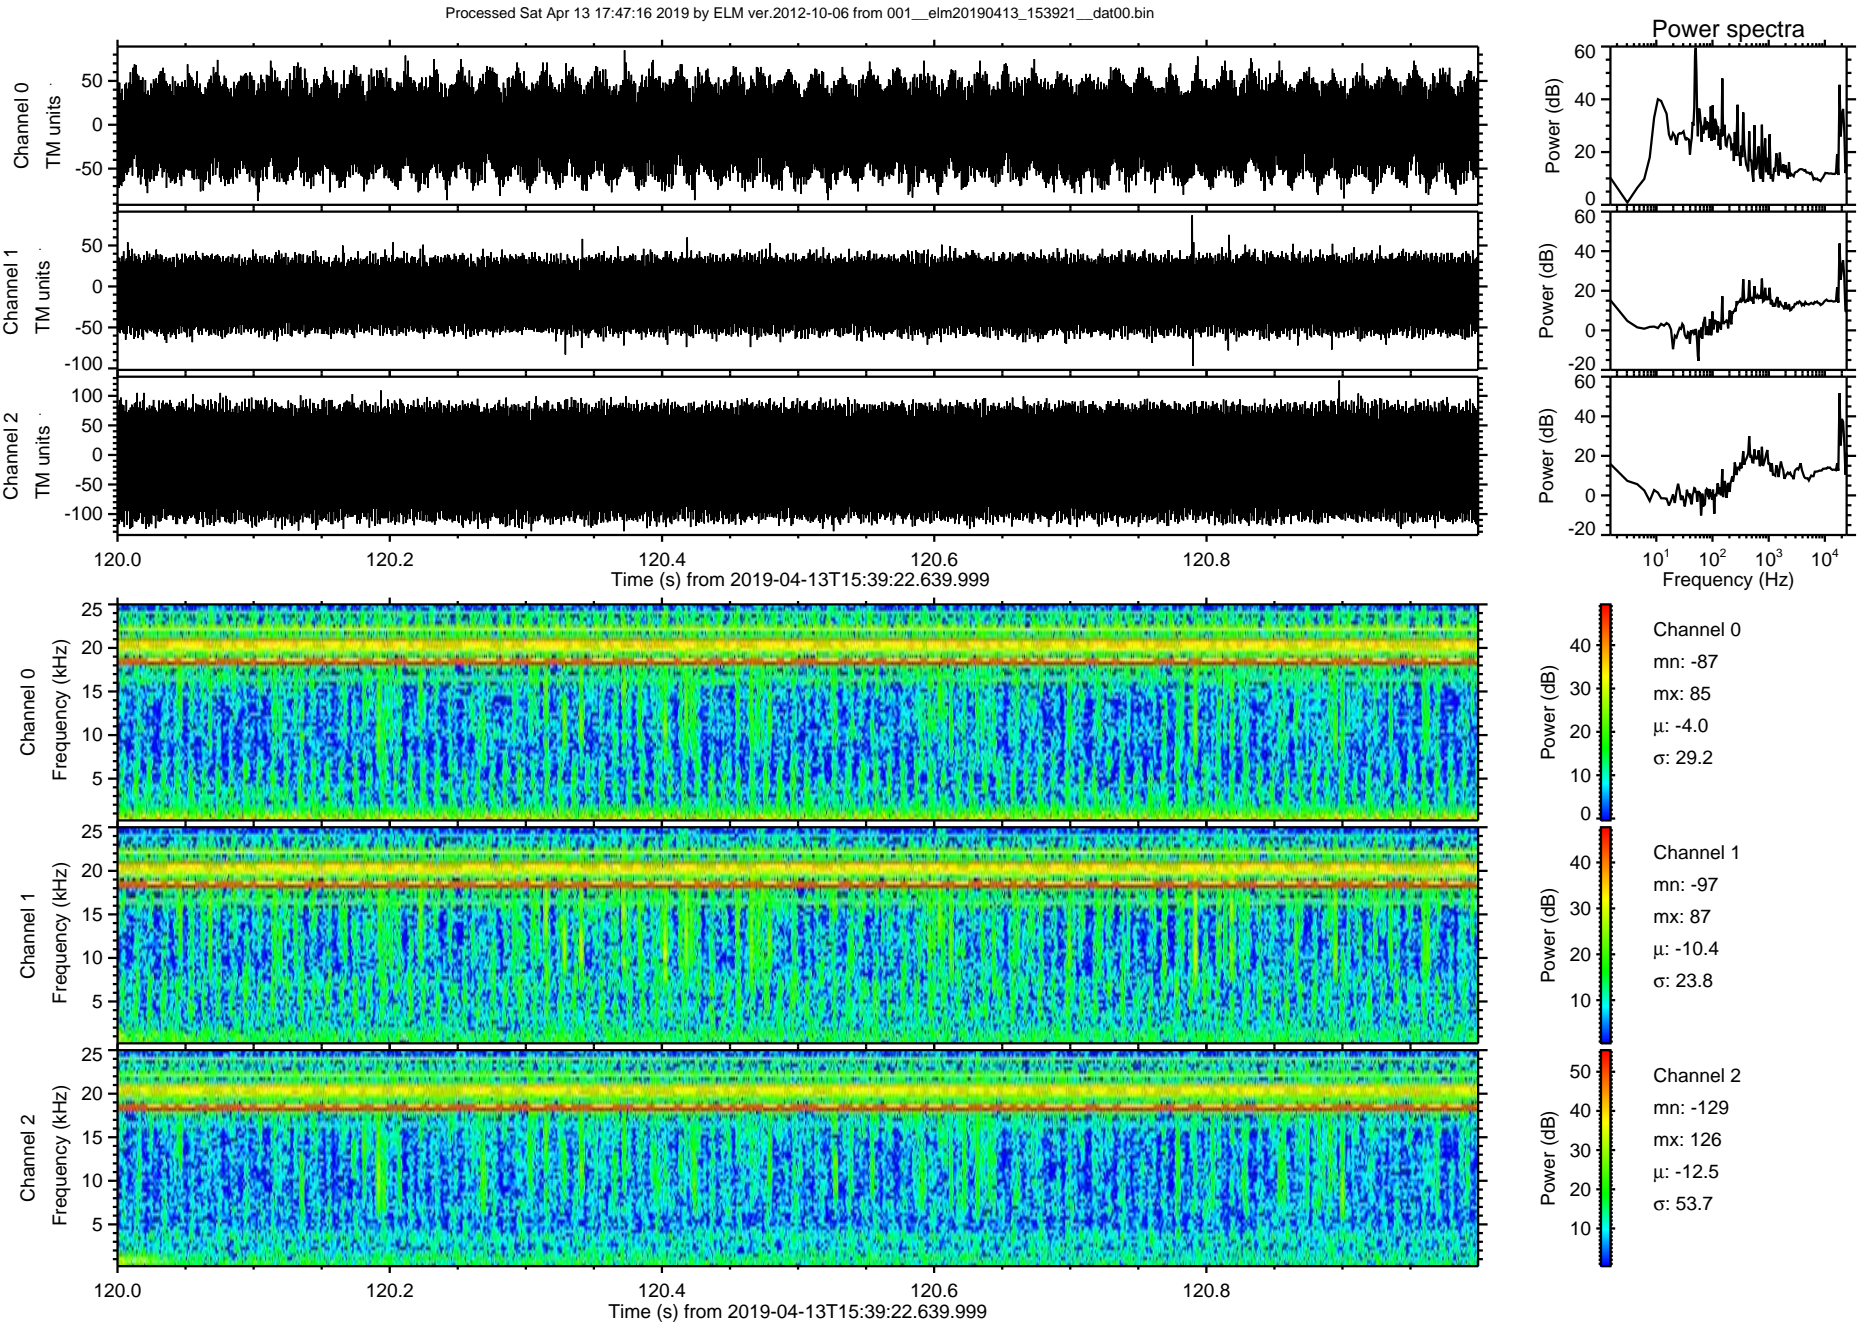 Processed Sat Apr 13 17:47:16 2019 by ELM ver.2012-10-06 from 001__elm20190413_153921__dat00.bin
Power spectra
Channel 0
TM units
50
0
-50
Power (dB)
60
40
20
0
Channel 1
TM units
50
0
-50
-100
Power (dB)
60
40
20
0
-20
Channel 2
TM units
100
50
0
-50
-100
Power (dB)
60
40
20
0
-20
120.0 120.2 120.4 120.6 120.8
Time (s) from 2019-04-13T15:39:22.639.999
10¹ 10² 10³ 10⁴
Frequency (Hz)
Channel 0
Frequency (kHz)
25
20
15
10
5
Power (dB)
40
30
20
10
0
Channel 0
mn: -87
mx: 85
µ: -4.0
σ: 29.2
Channel 1
Frequency (kHz)
25
20
15
10
5
Power (dB)
40
30
20
10
Channel 1
mn: -97
mx: 87
µ: -10.4
σ: 23.8
Channel 2
Frequency (kHz)
25
20
15
10
5
Power (dB)
50
40
30
20
10
Channel 2
mn: -129
mx: 126
µ: -12.5
σ: 53.7
120.0 120.2 120.4 120.6 120.8
Time (s) from 2019-04-13T15:39:22.639.999